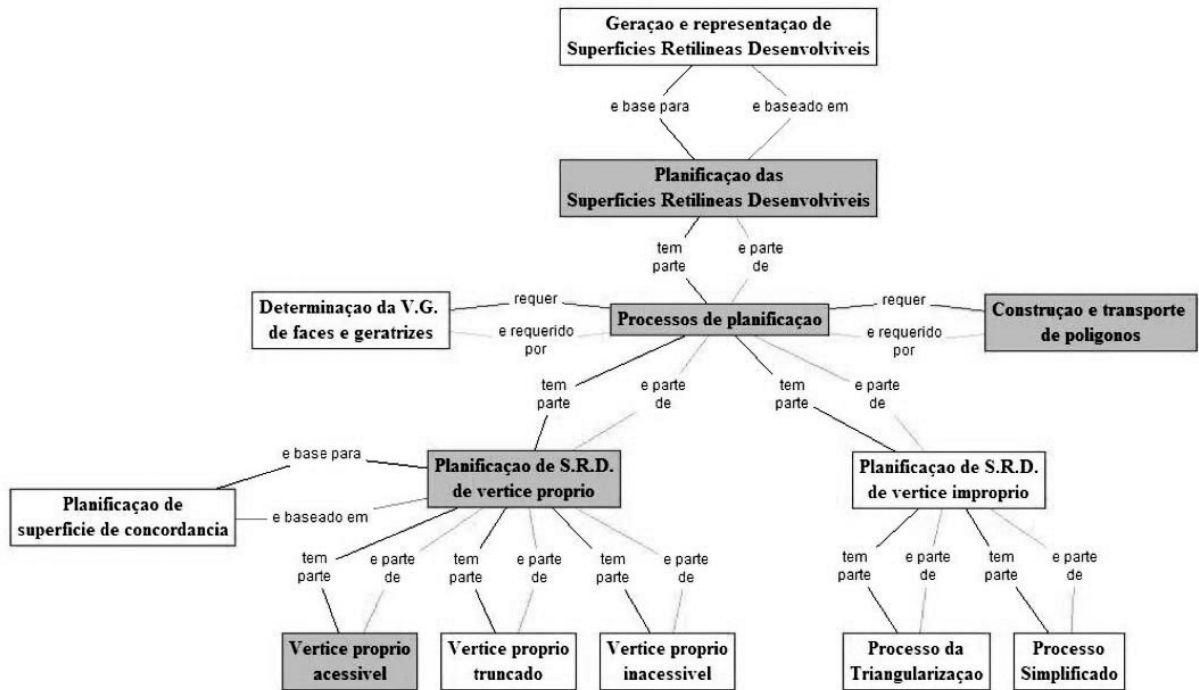 Geraçao e representaçao de
Superficies Retilineas Desenvolviveis
e base para
e baseado em
Planificaçao das
Superficies Retilineas Desenvolviveis
tem
parte
e parte
de
Determinaçao da V.G.
de faces e geratrizes
requer
e requerido
por
Processos de planificaçao
requer
e requerido
por
Construçao e transporte
de poligonos
tem
parte
e parte
de
tem
parte
e parte
de
Planificaçao de
superficie de concordancia
e base para
e baseado em
Planificaçao de S.R.D.
de vertice proprio
Planificaçao de S.R.D.
de vertice improprio
tem
parte
e parte
de
tem
parte
e parte
de
tem
parte
e parte
de
tem
parte
e parte
de
tem
parte
e parte
de
Vertice proprio
acessivel
Vertice proprio
truncado
Vertice proprio
inacessivel
Processo da
Triangularizaçao
Processo
Simplificado